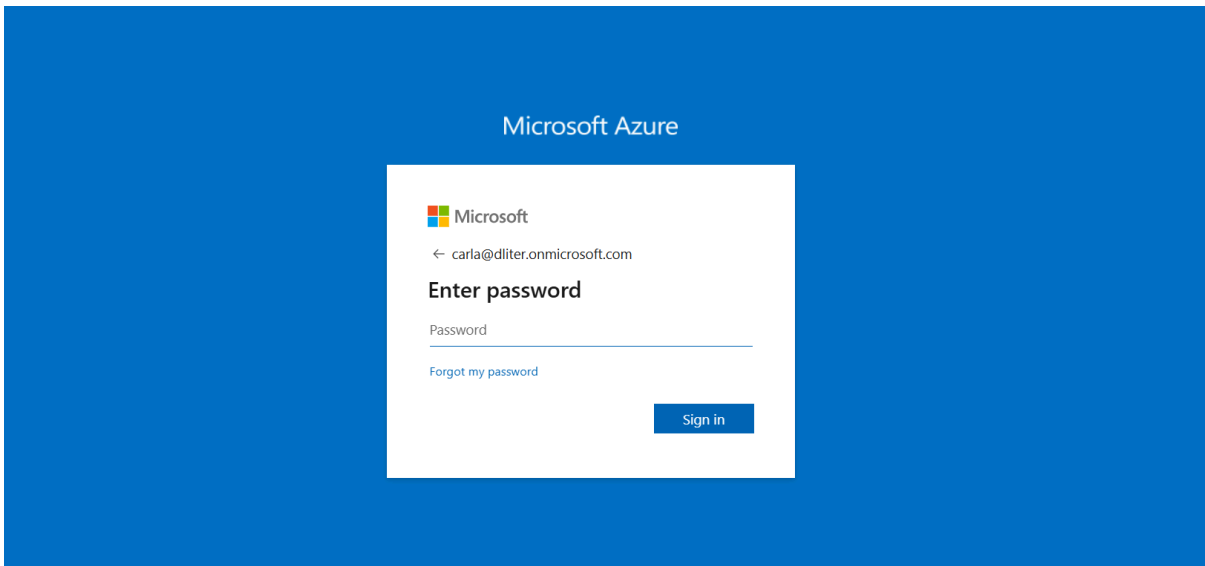 Microsoft Azure
Microsoft
← carla@dliter.onmicrosoft.com
Enter password
Password
Forgot my password
Sign in